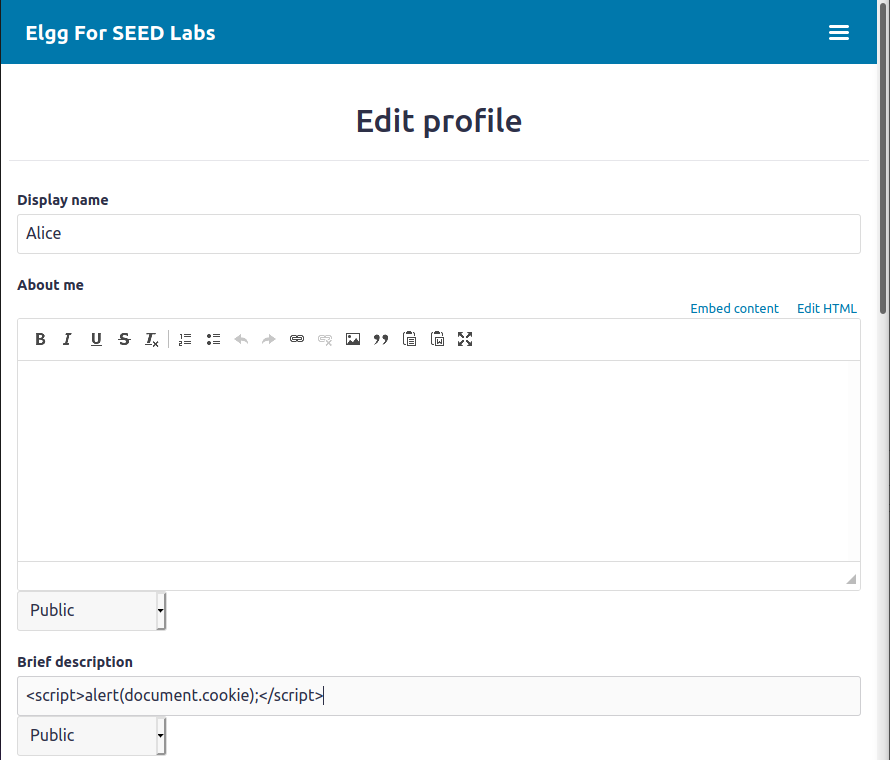 Elgg For SEED Labs
Edit profile
Display name
Alice
About me
Embed content Edit HTML
B I U S Tx
Public
Brief description
<script>alert(document.cookie);</script>
Public